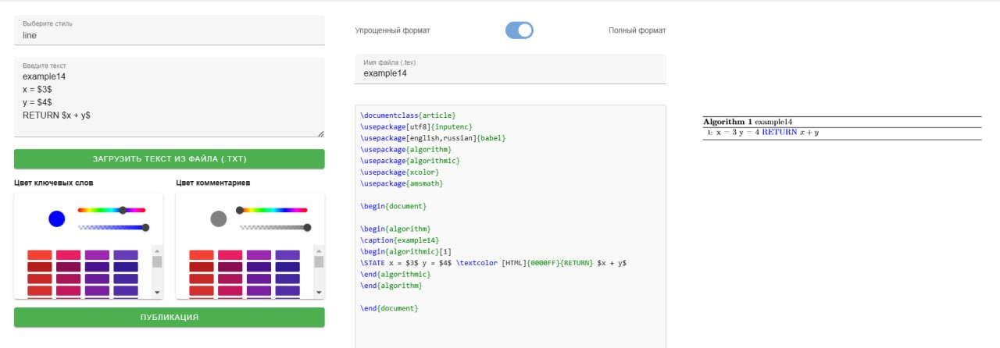 Выберите стиль
line
Введите текст
example14
x = $3$
y = $4$
RETURN $x + y$
ЗАГРУЗИТЬ ТЕКСТ ИЗ ФАЙЛА (.TXT)
Цвет ключевых слов
Цвет комментариев
ПУБЛИКАЦИЯ
Упрощенный формат
Полный формат
Имя файла (.tex)
example14
\documentclass{article}
\usepackage[utf8]{inputenc}
\usepackage[english,russian]{babel}
\usepackage{algorithm}
\usepackage{algorithmic}
\usepackage{xcolor}
\usepackage{amsmath}
\begin{document}
\begin{algorithm}
\caption{example14}
\begin{algorithmic}[1]
\STATE x = $3$ y = $4$ \textcolor [HTML]{0000FF}{RETURN} $x + y$
\end{algorithmic}
\end{algorithm}
\end{document}
Algorithm 1 example14
1: x = 3 y = 4 RETURN x + y